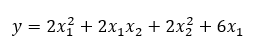 y = 2x₁² + 2x₁x₂ + 2x₂² + 6x₁